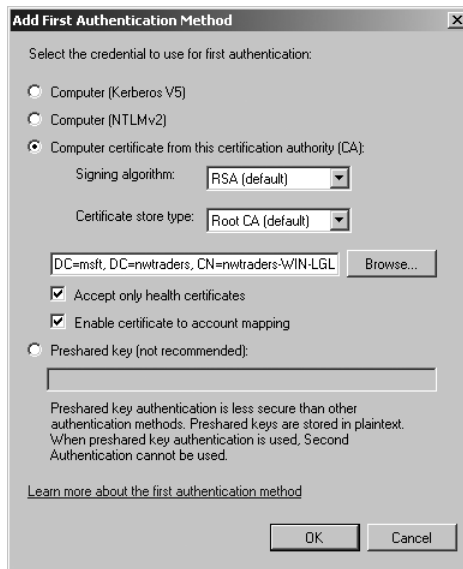 Add First Authentication Method
Select the credential to use for first authentication:
Computer (Kerberos V5)
Computer (NTLMv2)
Computer certificate from this certification authority (CA):
Signing algorithm: RSA (default)
Certificate store type: Root CA (default)
DC=msft, DC=nwtraders, CN=nwtraders-WIN-LGL Browse...
Accept only health certificates
Enable certificate to account mapping
Preshared key (not recommended):
Preshared key authentication is less secure than other
authentication methods. Preshared keys are stored in plaintext.
When preshared key authentication is used, Second
Authentication cannot be used.
Learn more about the first authentication method
OK Cancel